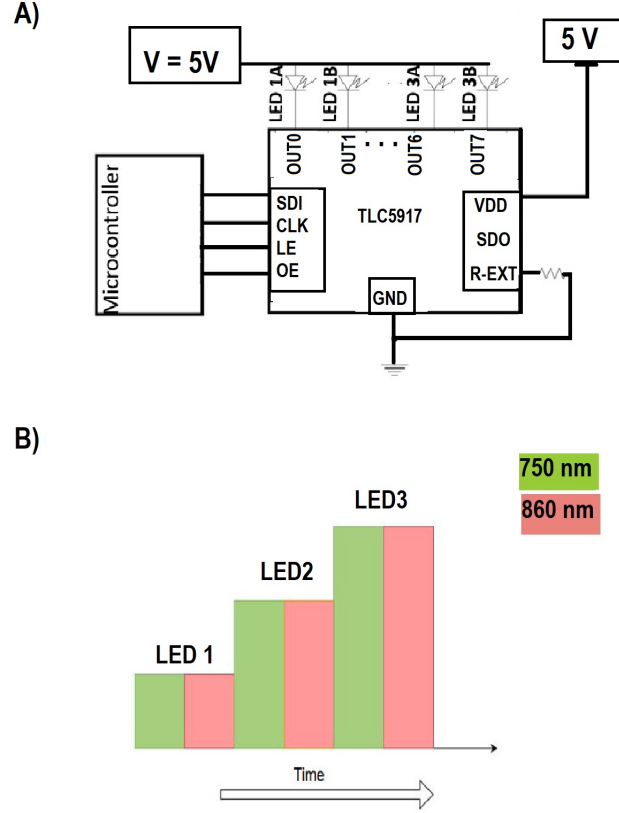 A)
V = 5V
5 V
LED 1A
LED 1B
LED 3A
LED 3B
OUT0
OUT1
...
OUT6
OUT7
Microcontroller
SDI
CLK
LE
OE
TLC5917
VDD
SDO
R-EXT
GND
B)
750 nm
860 nm
LED3
LED2
LED 1
Time